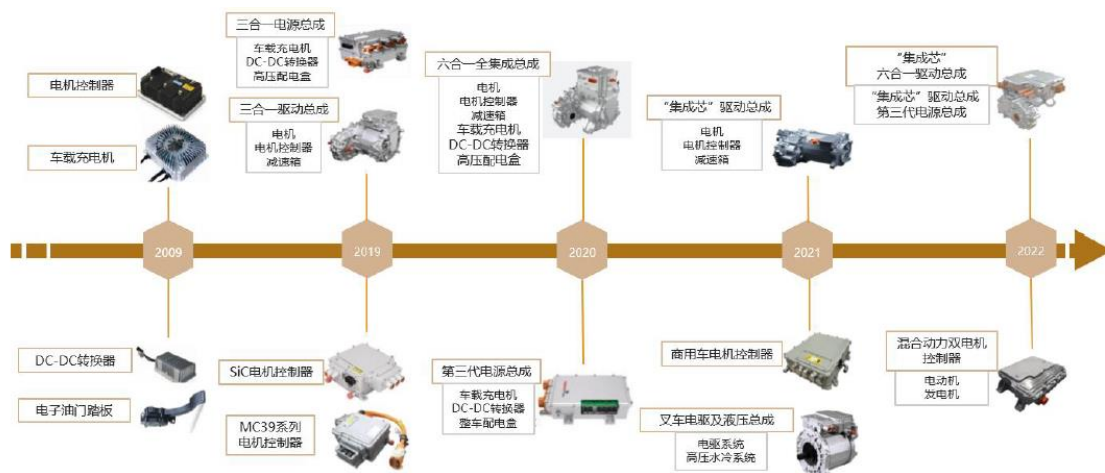 三合一电源总成
车载充电机
DC-DC转换器
高压配电盒
电机控制器
车载充电机
三合一驱动总成
电机
电机控制器
减速箱
六合一全集成总成
电机
电机控制器
减速箱
车载充电机
DC-DC转换器
高压配电盒
“集成芯”驱动总成
电机
电机控制器
减速箱
“集成芯”
六合一驱动总成
“集成芯”驱动总成
第三代电源总成
2009
2019
2020
2021
2022
DC-DC转换器
电子油门踏板
SiC电机控制器
MC39系列
电机控制器
第三代电源总成
车载充电机
DC-DC转换器
整车配电盒
商用车电机控制器
叉车电驱及液压总成
电驱系统
高压水冷系统
混合动力双电机
控制器
电动机
发电机